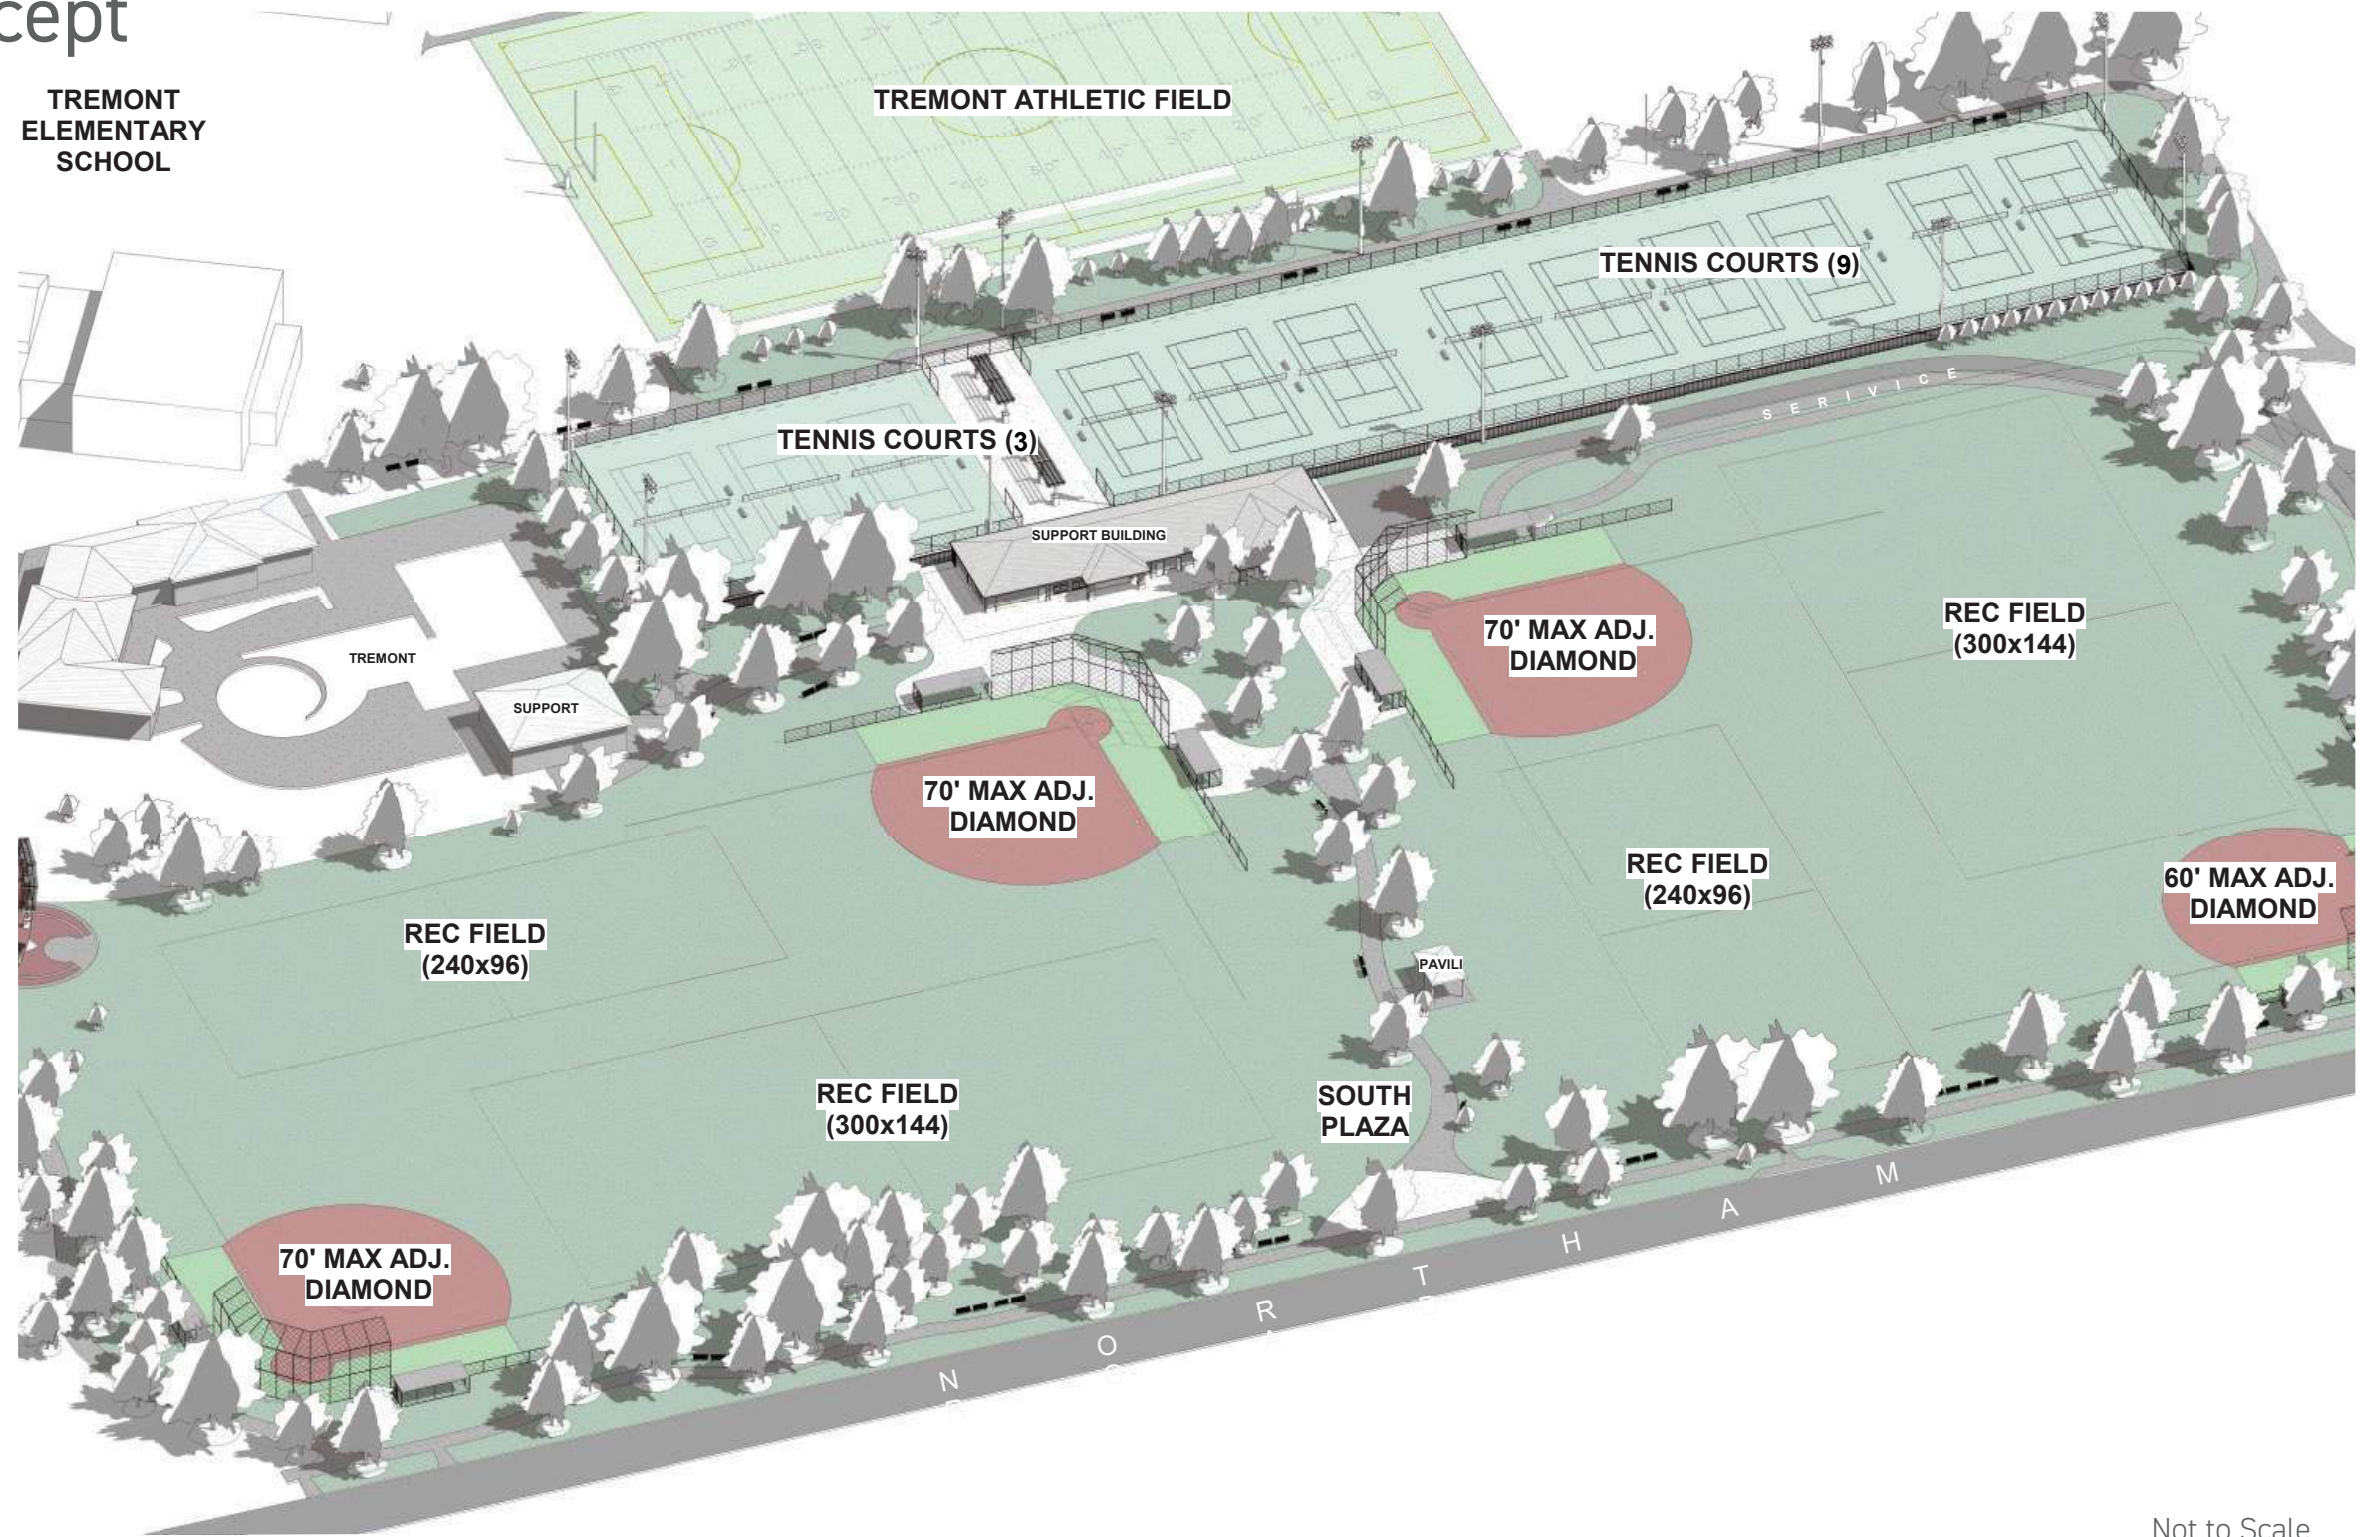 cept
TREMONT
ELEMENTARY
SCHOOL
TREMONT ATHLETIC FIELD
TENNIS COURTS (9)
S E R I V I C E
TENNIS COURTS (3)
SUPPORT BUILDING
70' MAX ADJ.
DIAMOND
REC FIELD
(300x144)
TREMONT
SUPPORT
70' MAX ADJ.
DIAMOND
REC FIELD
(240x96)
60' MAX ADJ.
DIAMOND
REC FIELD
(240x96)
PAVILI
REC FIELD
(300x144)
SOUTH
PLAZA
70' MAX ADJ.
DIAMOND
N O R T H A M
Not to Scale